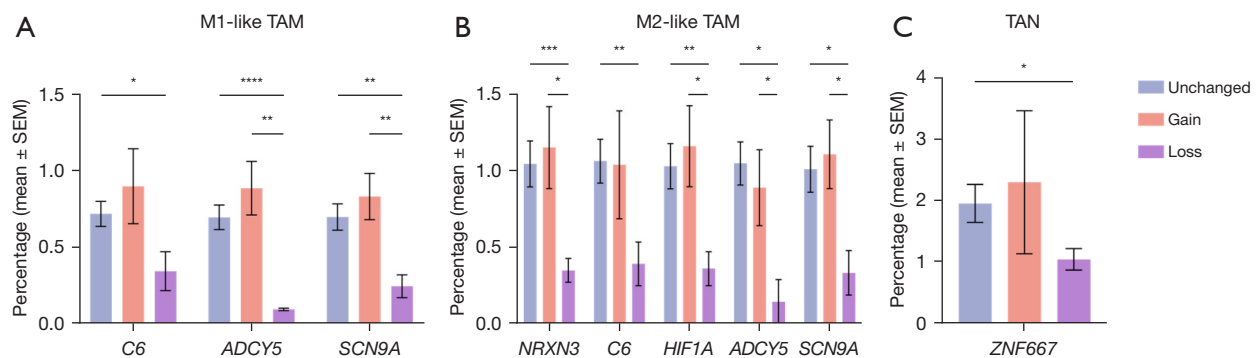 A
M1-like TAM
Percentage (mean ± SEM)
1.5
1.0
0.5
0.0
*
****
**
**
**
C6
ADCY5
SCN9A
B
M2-like TAM
Percentage (mean ± SEM)
1.5
1.0
0.5
0.0
***
**
**
*
*
*
*
*
*
NRXN3
C6
HIF1A
ADCY5
SCN9A
C
TAN
Percentage (mean ± SEM)
4
3
2
1
0
*
ZNF667
Unchanged
Gain
Loss